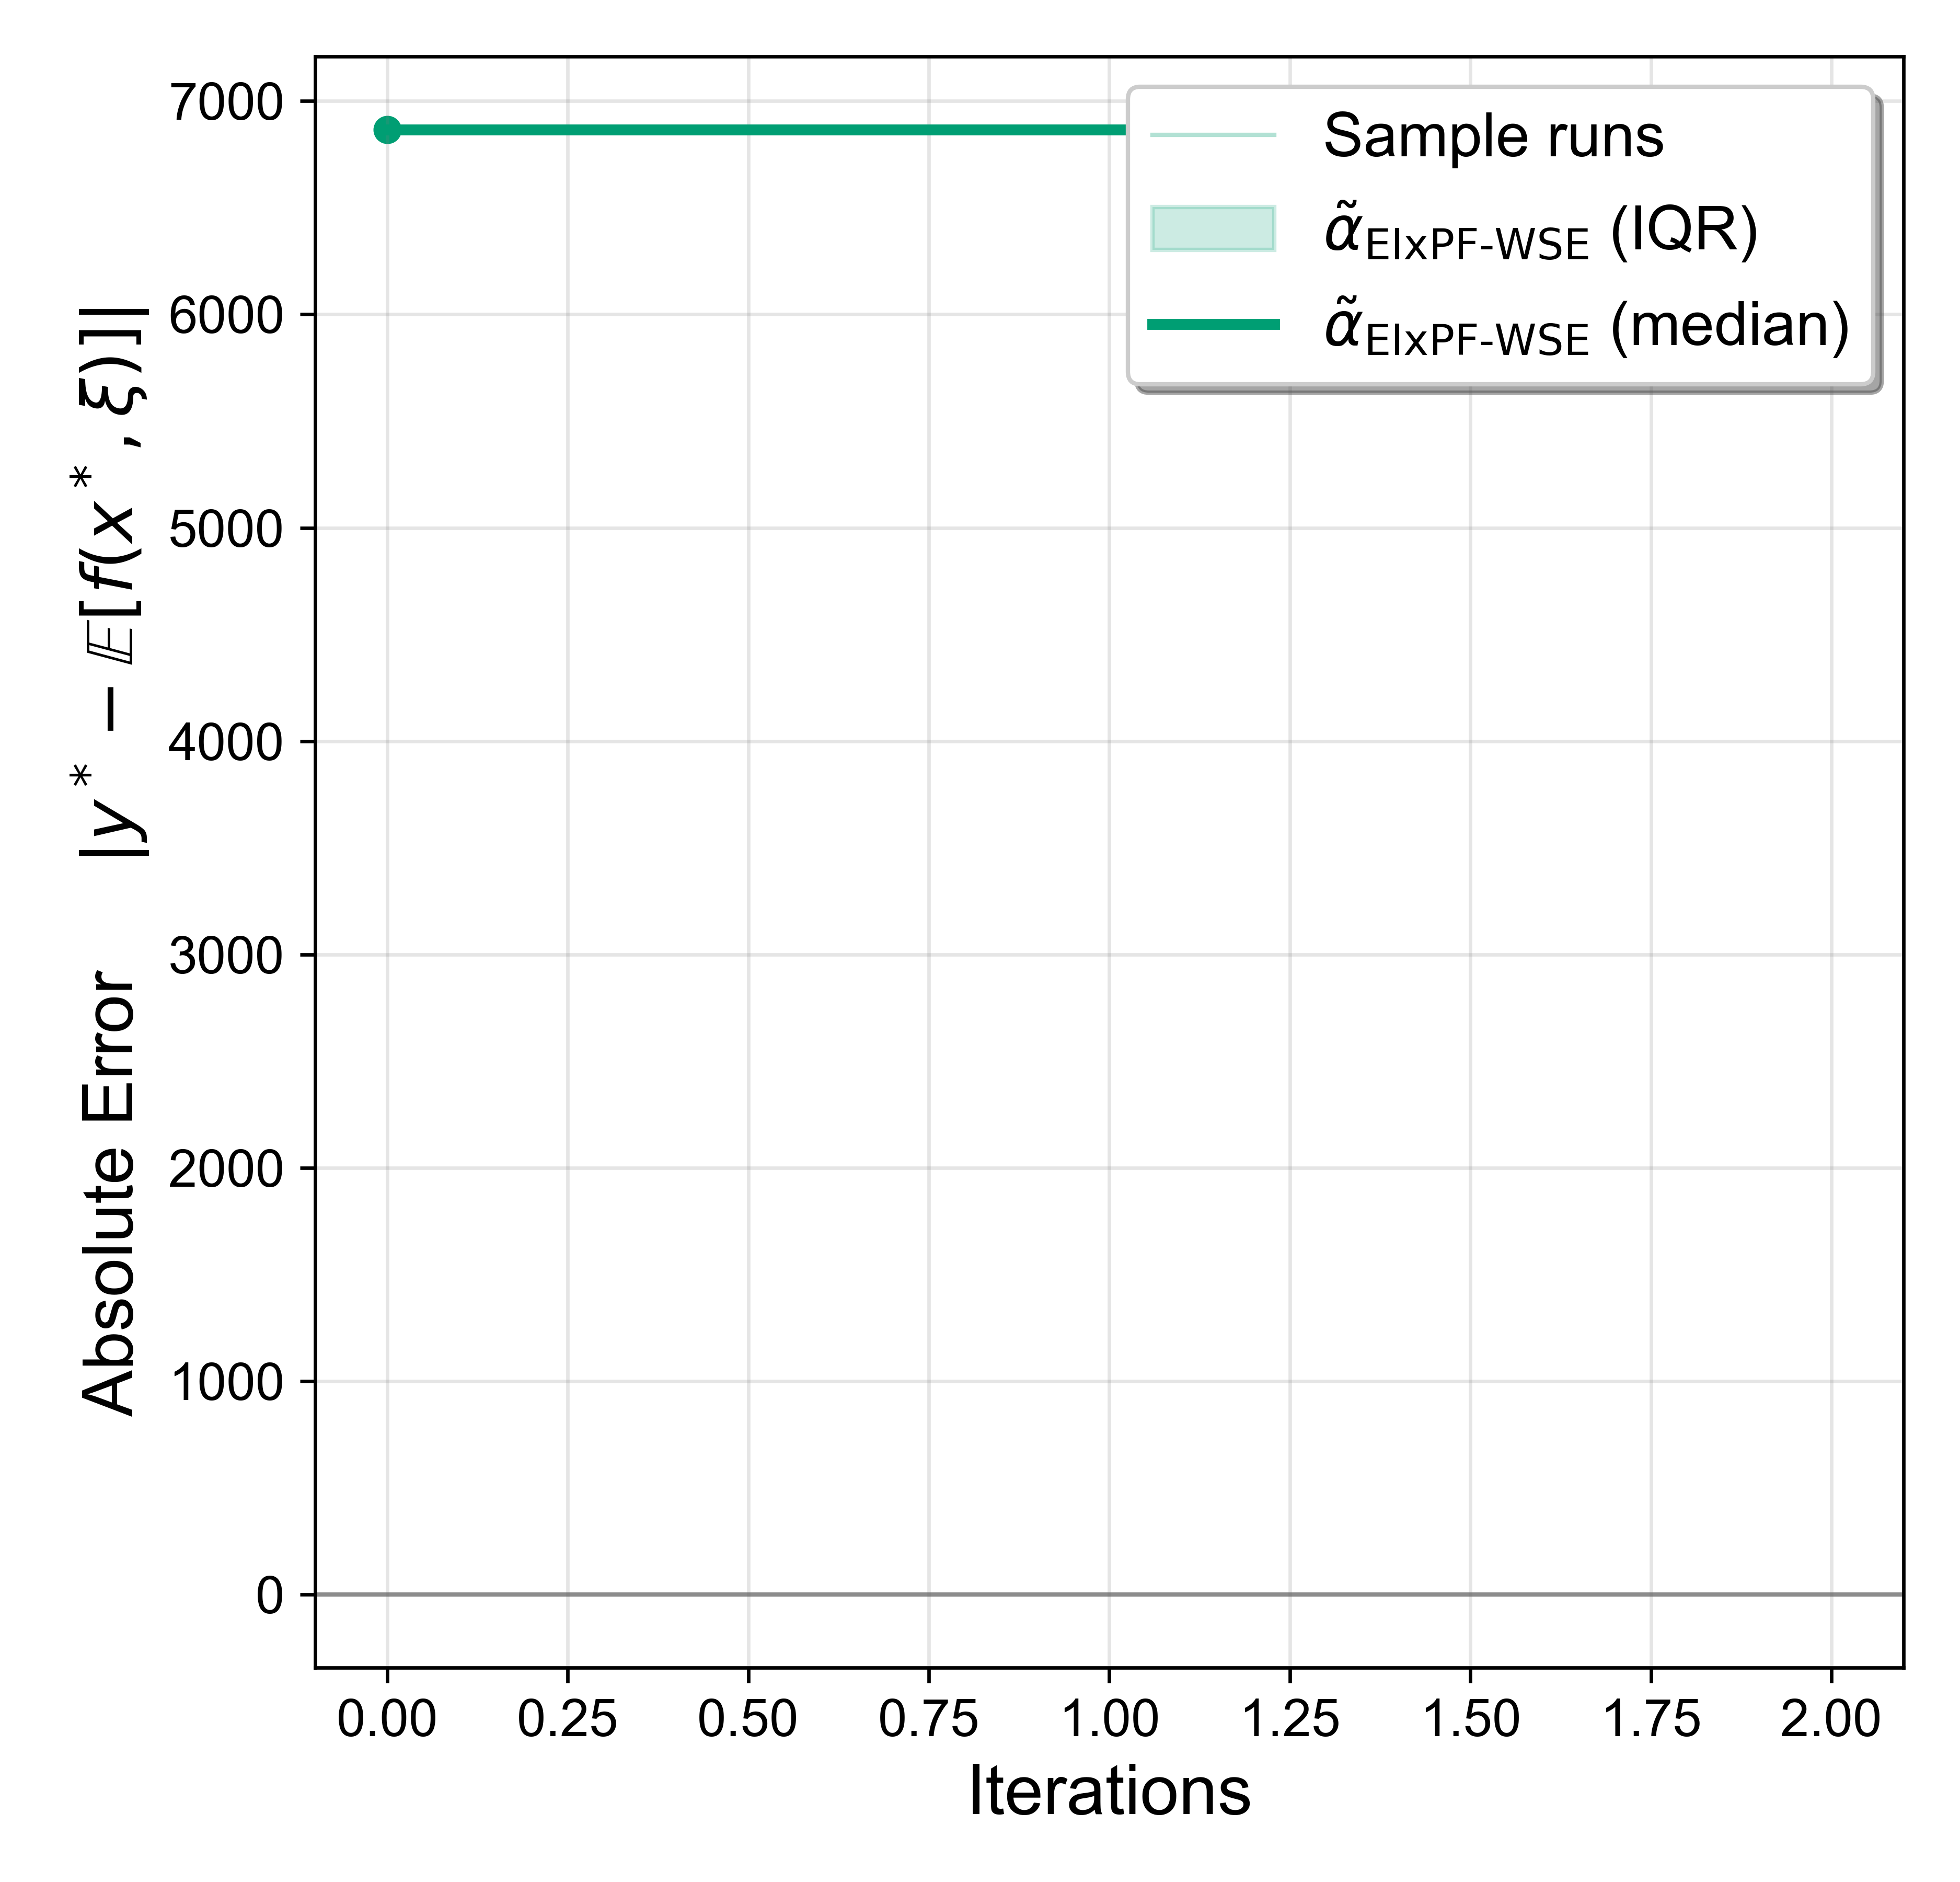 Absolute Error |y* − 𝔼[f(x*, ξ)]|
7000
6000
5000
4000
3000
2000
1000
0
Sample runs
α̃EIxPF-WSE (IQR)
α̃EIxPF-WSE (median)
0.00 0.25 0.50 0.75 1.00 1.25 1.50 1.75 2.00
Iterations